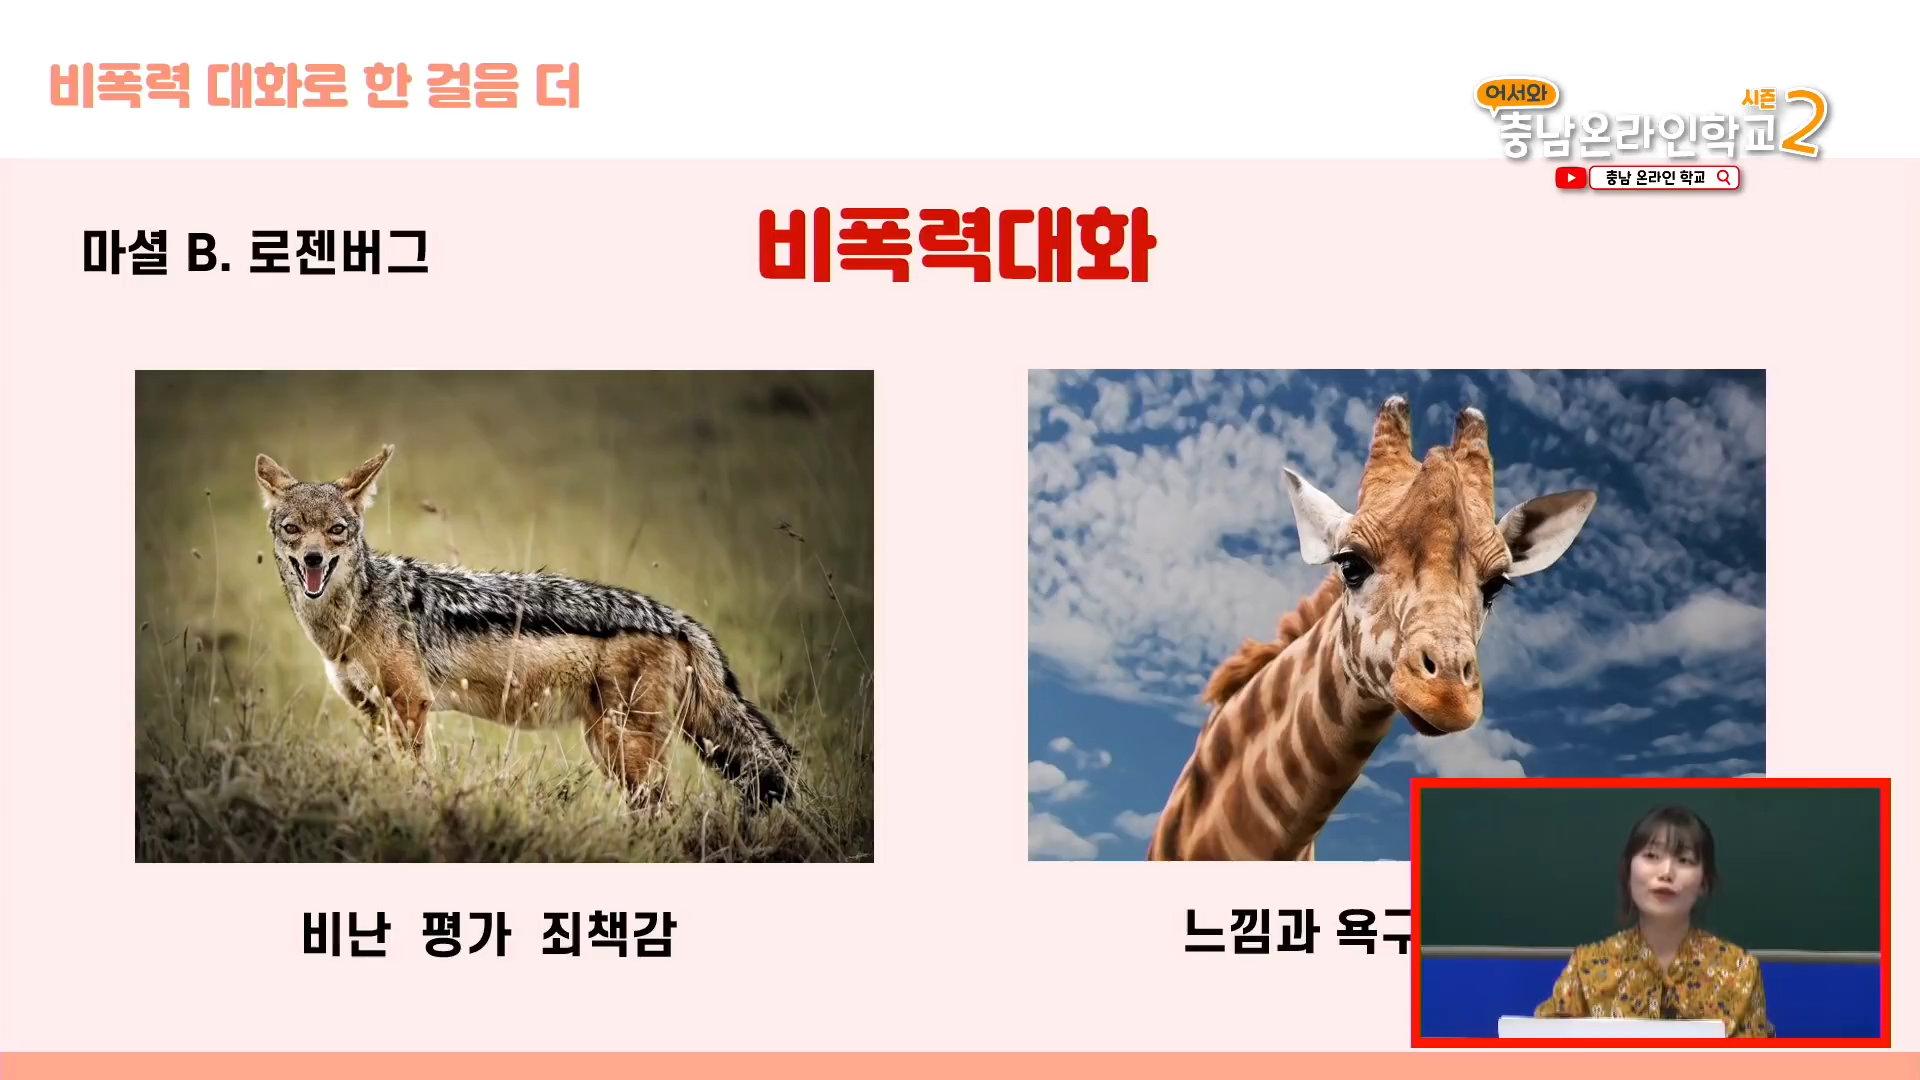 비폭력 대화로 한 걸음 더
어서와
시즌
충남온라인학교2
충남 온라인 학교
마셜 B. 로젠버그
비폭력대화
비난 평가 죄책감
느낌과 욕구